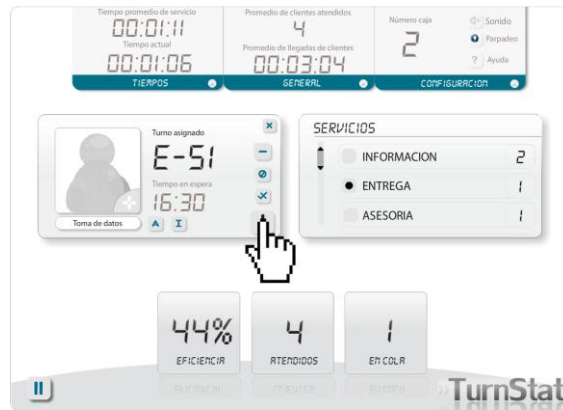 Tiempo promedio de servicio
00:01:11
Tiempo actual
00:01:06
TIEMPOS
Promedio de clientes atendidos
4
Promedio de llegadas de clientes
00:03:04
GENERAL
Número caja
2
Sonido
Parpadeo
? Ayuda
CONFIGURACION
Turno asignado
E-51
Tiempo en espera
16:30
Toma de datos
A I
SERVICIOS
INFORMACION 2
ENTREGA 1
ASESORIA 1
44%
EFICIENCIA
4
ATENDIDOS
1
EN COLA
TurnStat